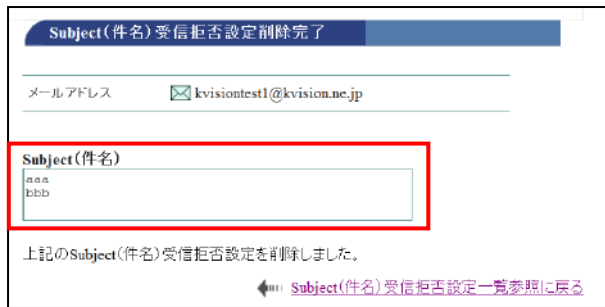 Subject(件名)受信拒否設定削除完了
メールアドレス kvisiontest1@kvision.ne.jp
Subject(件名)
aaa
bbb
上記のSubject(件名)受信拒否設定を削除しました。
Subject(件名)受信拒否設定一覧参照に戻る